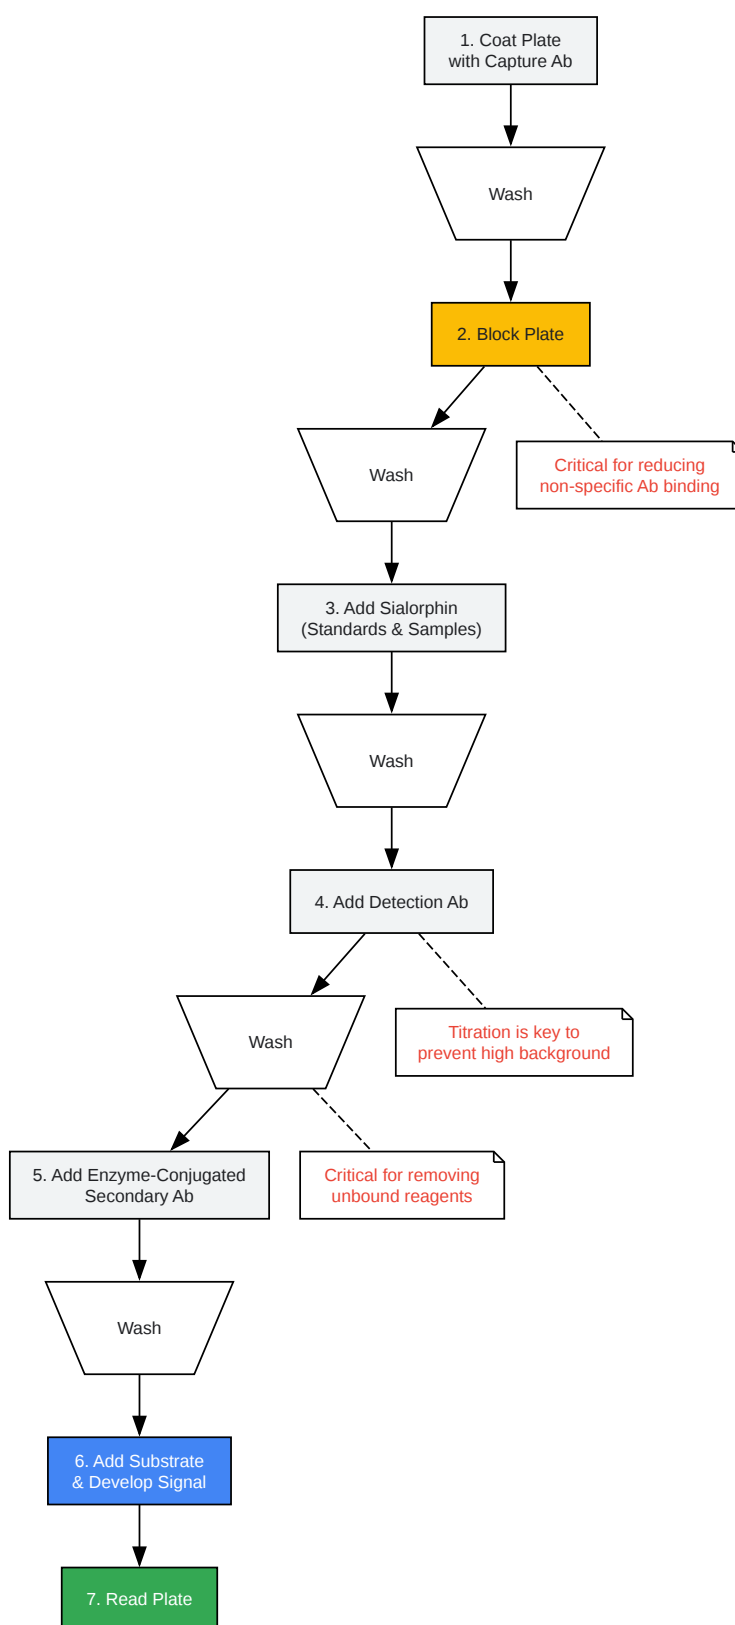 1. Coat Plate
with Capture Ab
Wash
2. Block Plate
Wash
Critical for reducing
non-specific Ab binding
3. Add Sialorphin
(Standards & Samples)
Wash
4. Add Detection Ab
Wash
Titration is key to
prevent high background
5. Add Enzyme-Conjugated
Secondary Ab
Critical for removing
unbound reagents
Wash
6. Add Substrate
& Develop Signal
7. Read Plate